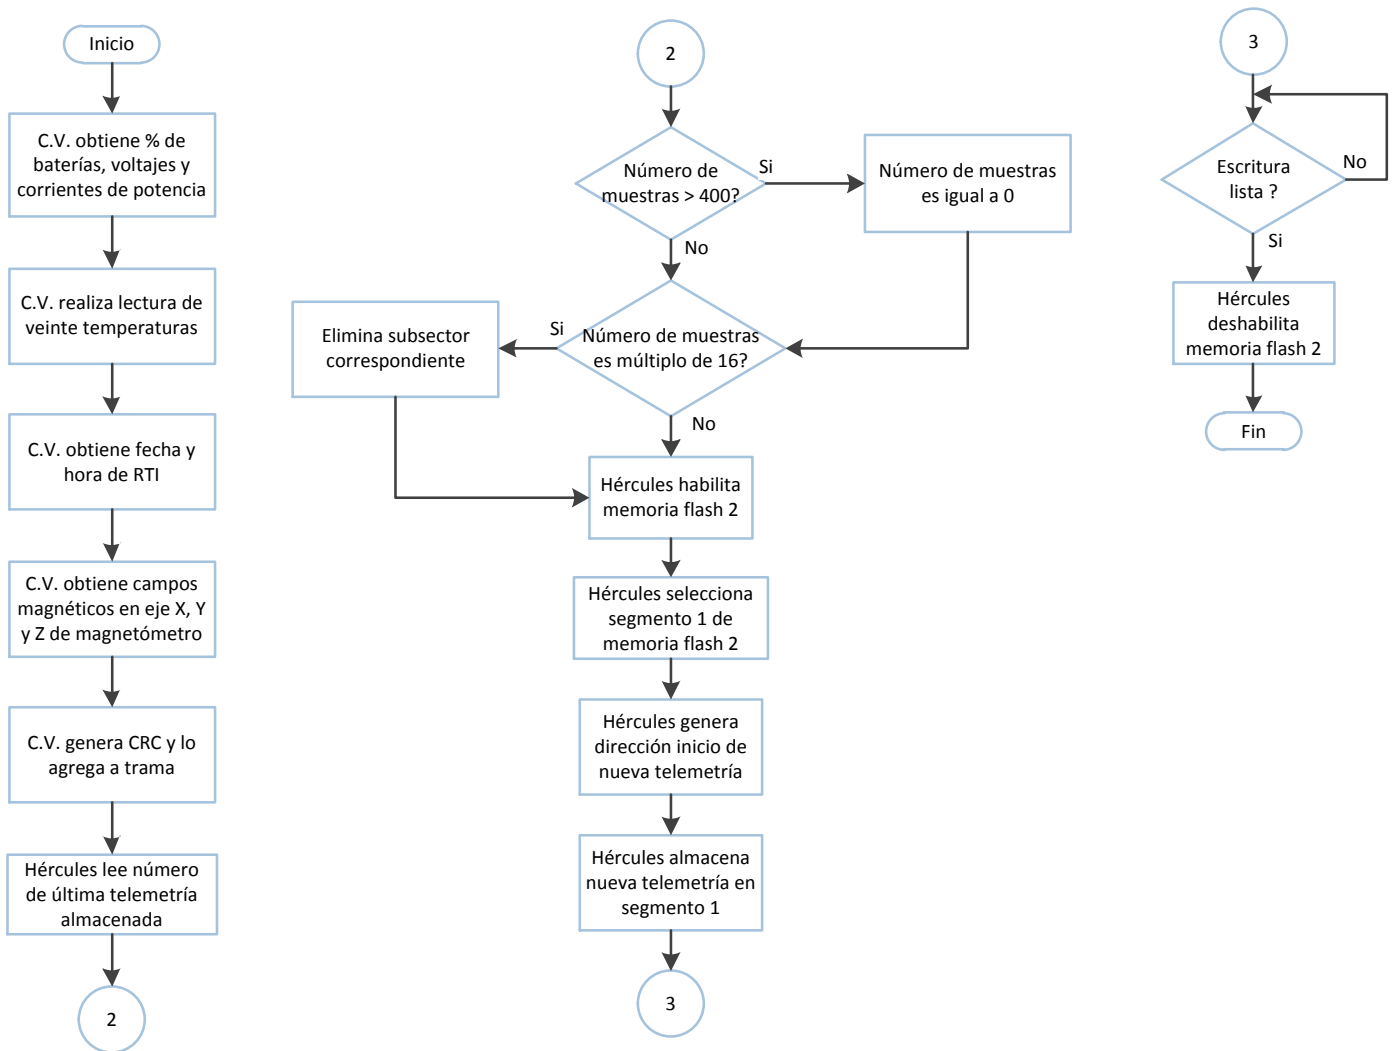 Inicio
C.V. obtiene % de
baterías, voltajes y
corrientes de potencia
C.V. realiza lectura de
veinte temperaturas
C.V. obtiene fecha y
hora de RTI
C.V. obtiene campos
magnéticos en eje X, Y
y Z de magnetómetro
C.V. genera CRC y lo
agrega a trama
Hércules lee número
de última telemetría
almacenada
2
2
Número de
muestras > 400?
Si
Número de muestras
es igual a 0
No
Número de muestras
es múltiplo de 16?
Si
Elimina subsector
correspondiente
No
Hércules habilita
memoria flash 2
Hércules selecciona
segmento 1 de
memoria flash 2
Hércules genera
dirección inicio de
nueva telemetría
Hércules almacena
nueva telemetría en
segmento 1
3
3
Escritura
lista ?
No
Si
Hércules
deshabilita
memoria flash 2
Fin